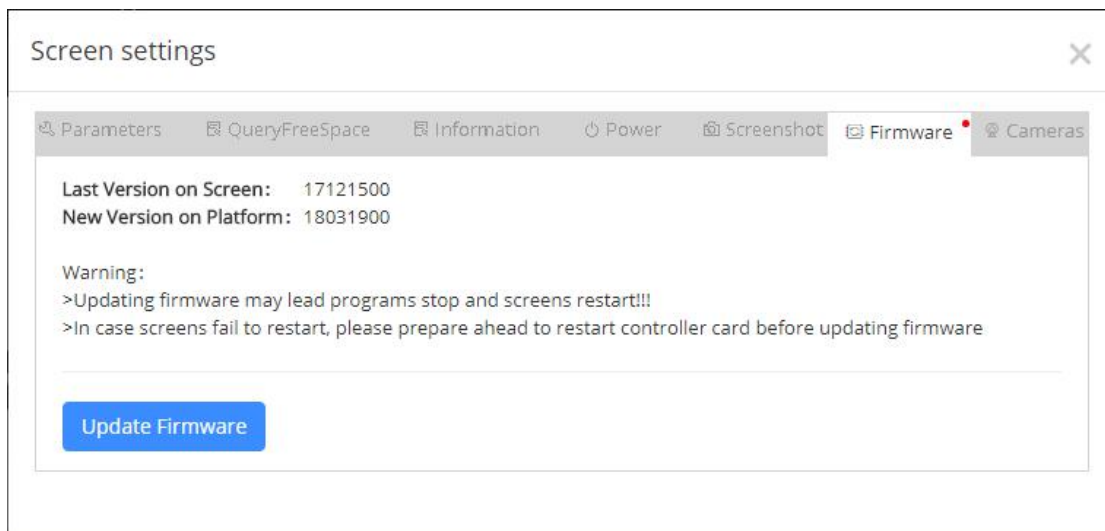 Screen settings
Parameters QueryFreeSpace Information Power Screenshot Firmware Cameras
Last Version on Screen: 17121500
New Version on Platform: 18031900
Warning:
>Updating firmware may lead programs stop and screens restart!!!
>In case screens fail to restart, please prepare ahead to restart controller card before updating firmware
Update Firmware